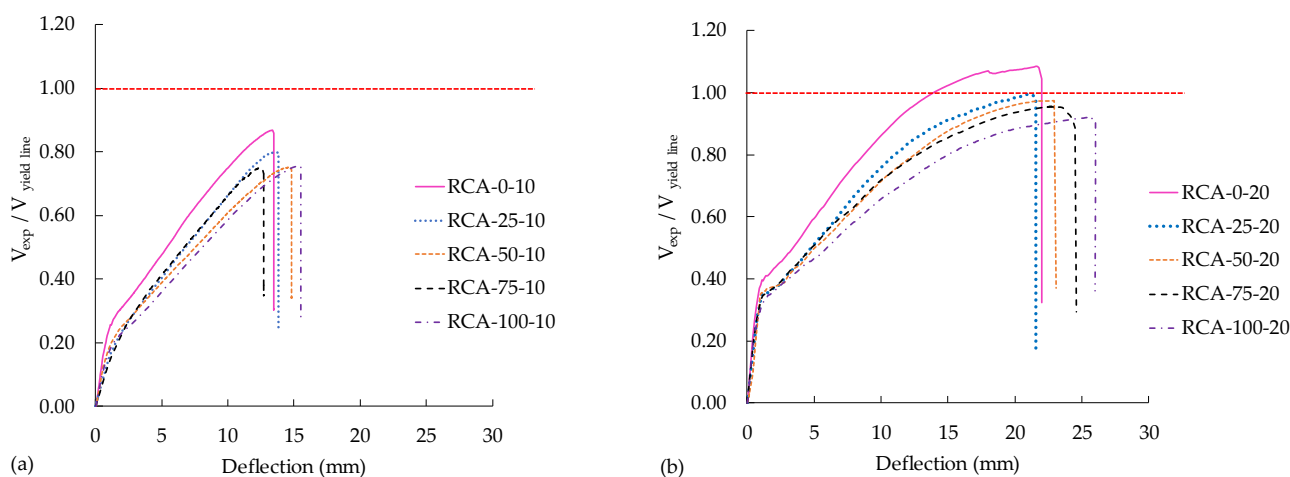 1.20
1.00
0.80
0.60
0.40
0.20
0.00
V exp / V yield line
0 5 10 15 20 25 30
Deflection (mm)
RCA-0-10
RCA-25-10
RCA-50-10
RCA-75-10
RCA-100-10
(a)
1.20
1.00
0.80
0.60
0.40
0.20
0.00
V exp / V yield line
0 5 10 15 20 25 30
Deflection (mm)
RCA-0-20
RCA-25-20
RCA-50-20
RCA-75-20
RCA-100-20
(b)